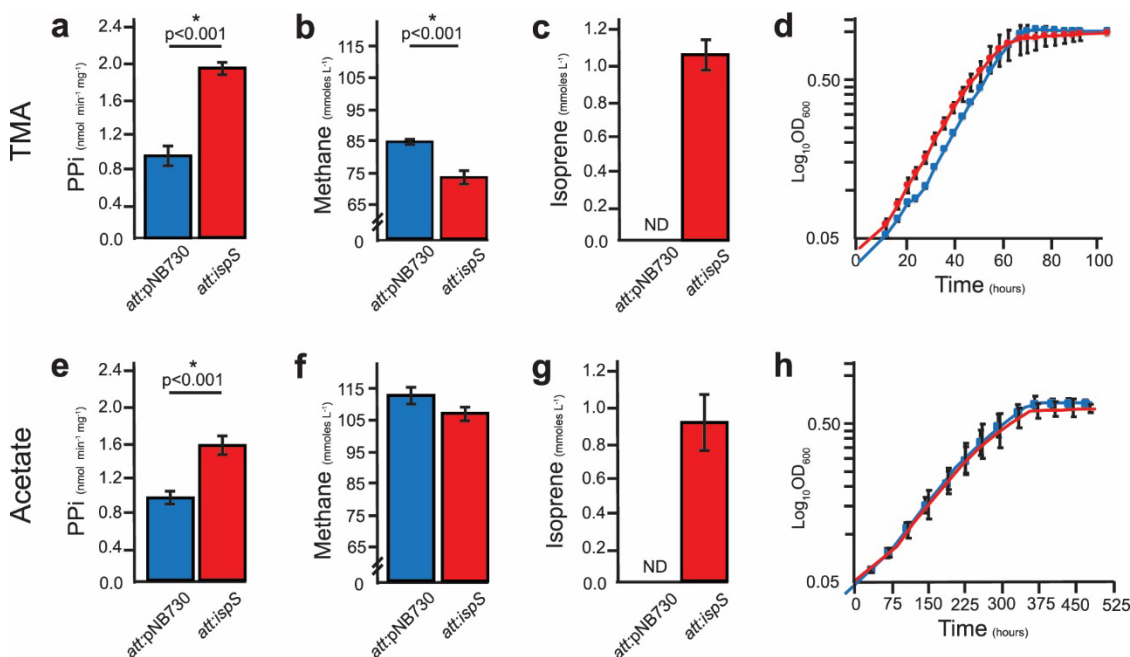 TMA
a
*
p<0.001
PPi (nmol min⁻¹ mg⁻¹)
2.4
2.0
1.6
1.2
0.8
0.4
0.0
att:pNB730
att:ispS
b
*
p<0.001
Methane (mmoles L⁻¹)
115
105
95
85
75
65
0
att:pNB730
att:ispS
c
Isoprene (mmoles L⁻¹)
1.2
1.0
0.8
0.6
0.4
0.2
0.0
ND
att:pNB730
att:ispS
d
Log₁₀OD₆₀₀
0.50
0.05
0
20
40
60
80
100
Time (hours)
Acetate
e
*
p<0.001
PPi (nmol min⁻¹ mg⁻¹)
2.4
2.0
1.6
1.2
0.8
0.4
0.0
att:pNB730
att:ispS
f
Methane (mmoles L⁻¹)
115
105
95
85
75
65
0
att:pNB730
att:ispS
g
Isoprene (mmoles L⁻¹)
1.2
1.0
0.8
0.6
0.4
0.2
0.0
ND
att:pNB730
att:ispS
h
Log₁₀OD₆₀₀
0.50
0.05
0
75
150
225
300
375
450
525
Time (hours)